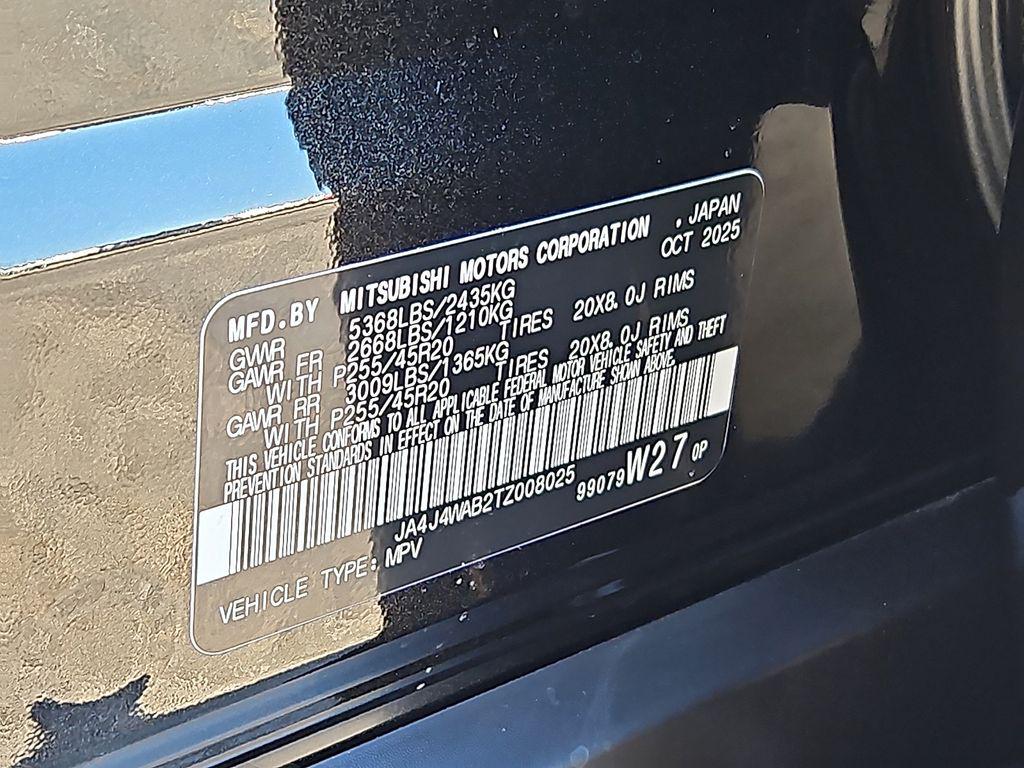 MFD.BY MITSUBISHI MOTORS CORPORATION , JAPAN
OCT 2025
GVWR 5368LBS/2435KG
GAWR FR 2668LBS/1210KG
WITH P255/45R20 TIRES 20X8.0J RIMS
GAWR RR 3009LBS/1365KG
WITH P255/45R20 TIRES 20X8.0J RIMS
THIS VEHICLE CONFORMS TO ALL APPLICABLE FEDERAL MOTOR VEHICLE SAFETY AND THEFT
PREVENTION STANDARDS IN EFFECT ON THE DATE OF MANUFACTURE SHOWN ABOVE.
JA4J4WAB2TZ008025 99079W27 0P
VEHICLE TYPE: MPV